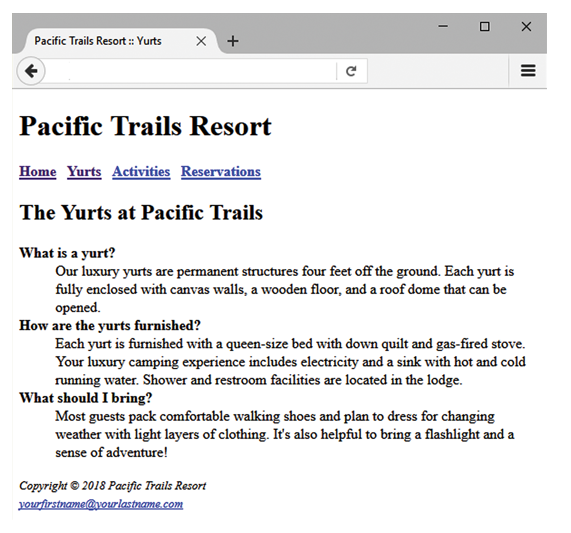 Pacific Trails Resort :: Yurts
Pacific Trails Resort
Home Yurts Activities Reservations
The Yurts at Pacific Trails
What is a yurt?
Our luxury yurts are permanent structures four feet off the ground. Each yurt is
fully enclosed with canvas walls, a wooden floor, and a roof dome that can be
opened.
How are the yurts furnished?
Each yurt is furnished with a queen-size bed with down quilt and gas-fired stove.
Your luxury camping experience includes electricity and a sink with hot and cold
running water. Shower and restroom facilities are located in the lodge.
What should I bring?
Most guests pack comfortable walking shoes and plan to dress for changing
weather with light layers of clothing. It's also helpful to bring a flashlight and a
sense of adventure!
Copyright © 2018 Pacific Trails Resort
yourfirstname@yourlastname.com